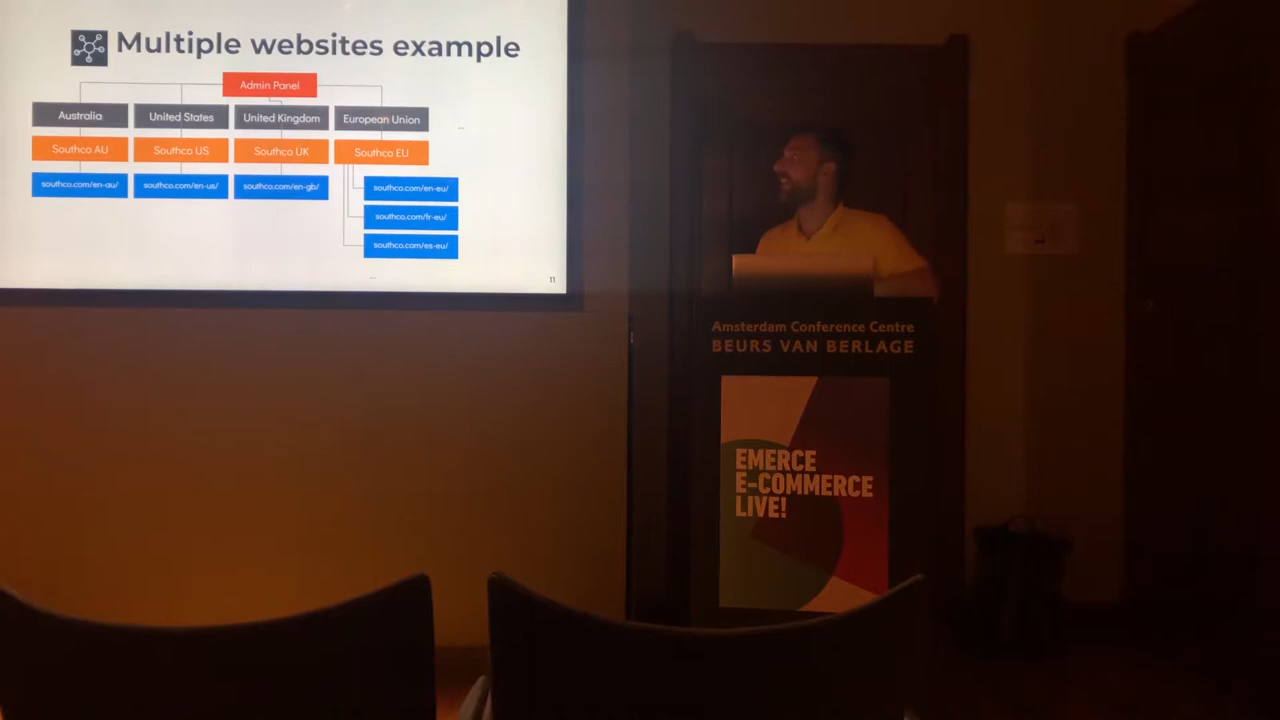 Multiple websites example
Admin Panel
Australia
United States
United Kingdom
European Union
...
Southco AU
Southco US
Southco UK
Southco EU
southco.com/en-au/
southco.com/en-us/
southco.com/en-gb/
southco.com/en-eu/
southco.com/fr-eu/
southco.com/es-eu/
...
11
Amsterdam Conference Centre
BEURS VAN BERLAGE
EMERCE
E-COMMERCE
LIVE!